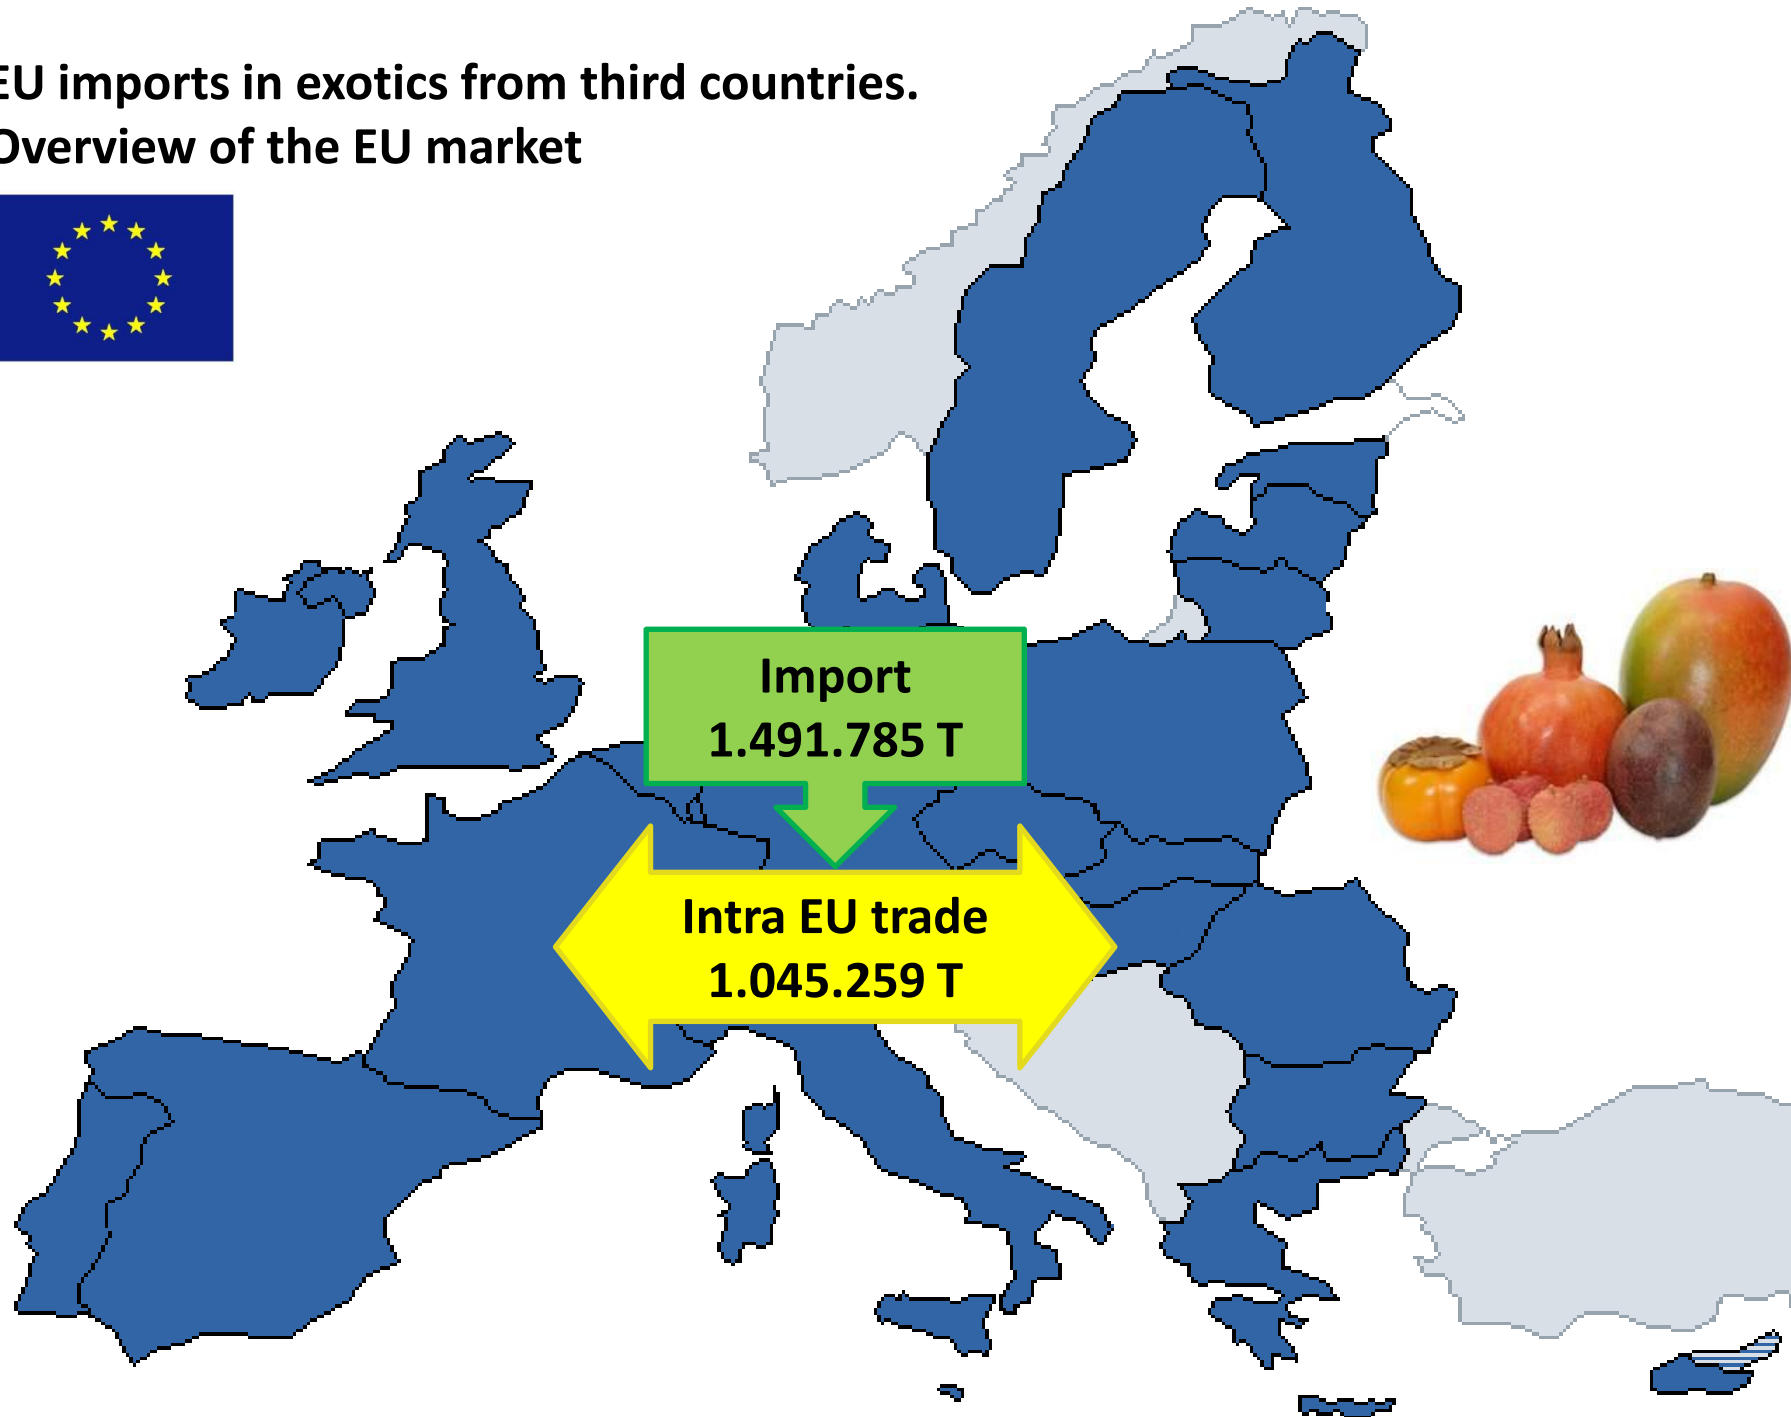 EU imports in exotics from third countries.
Overview of the EU market
Import
1.491.785 T
Intra EU trade
1.045.259 T